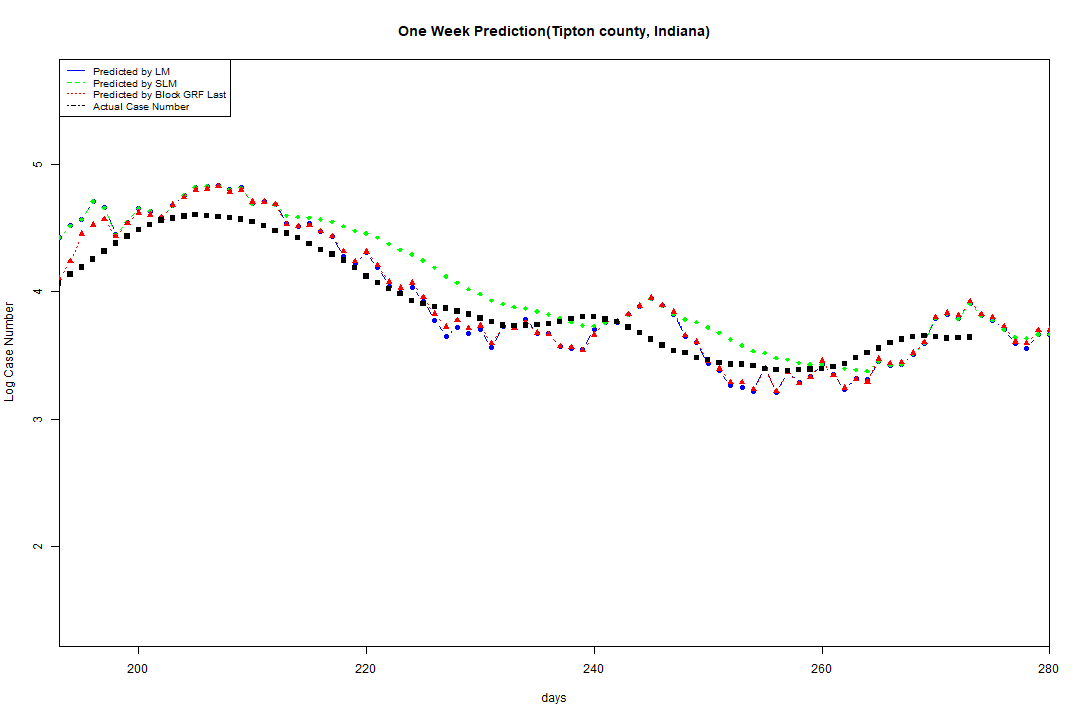 One Week Prediction(Tipton county, Indiana)
Predicted by LM
Predicted by SLM
Predicted by Block GRF Last
Actual Case Number
5
4
3
2
Log Case Number
200
220
240
260
280
days